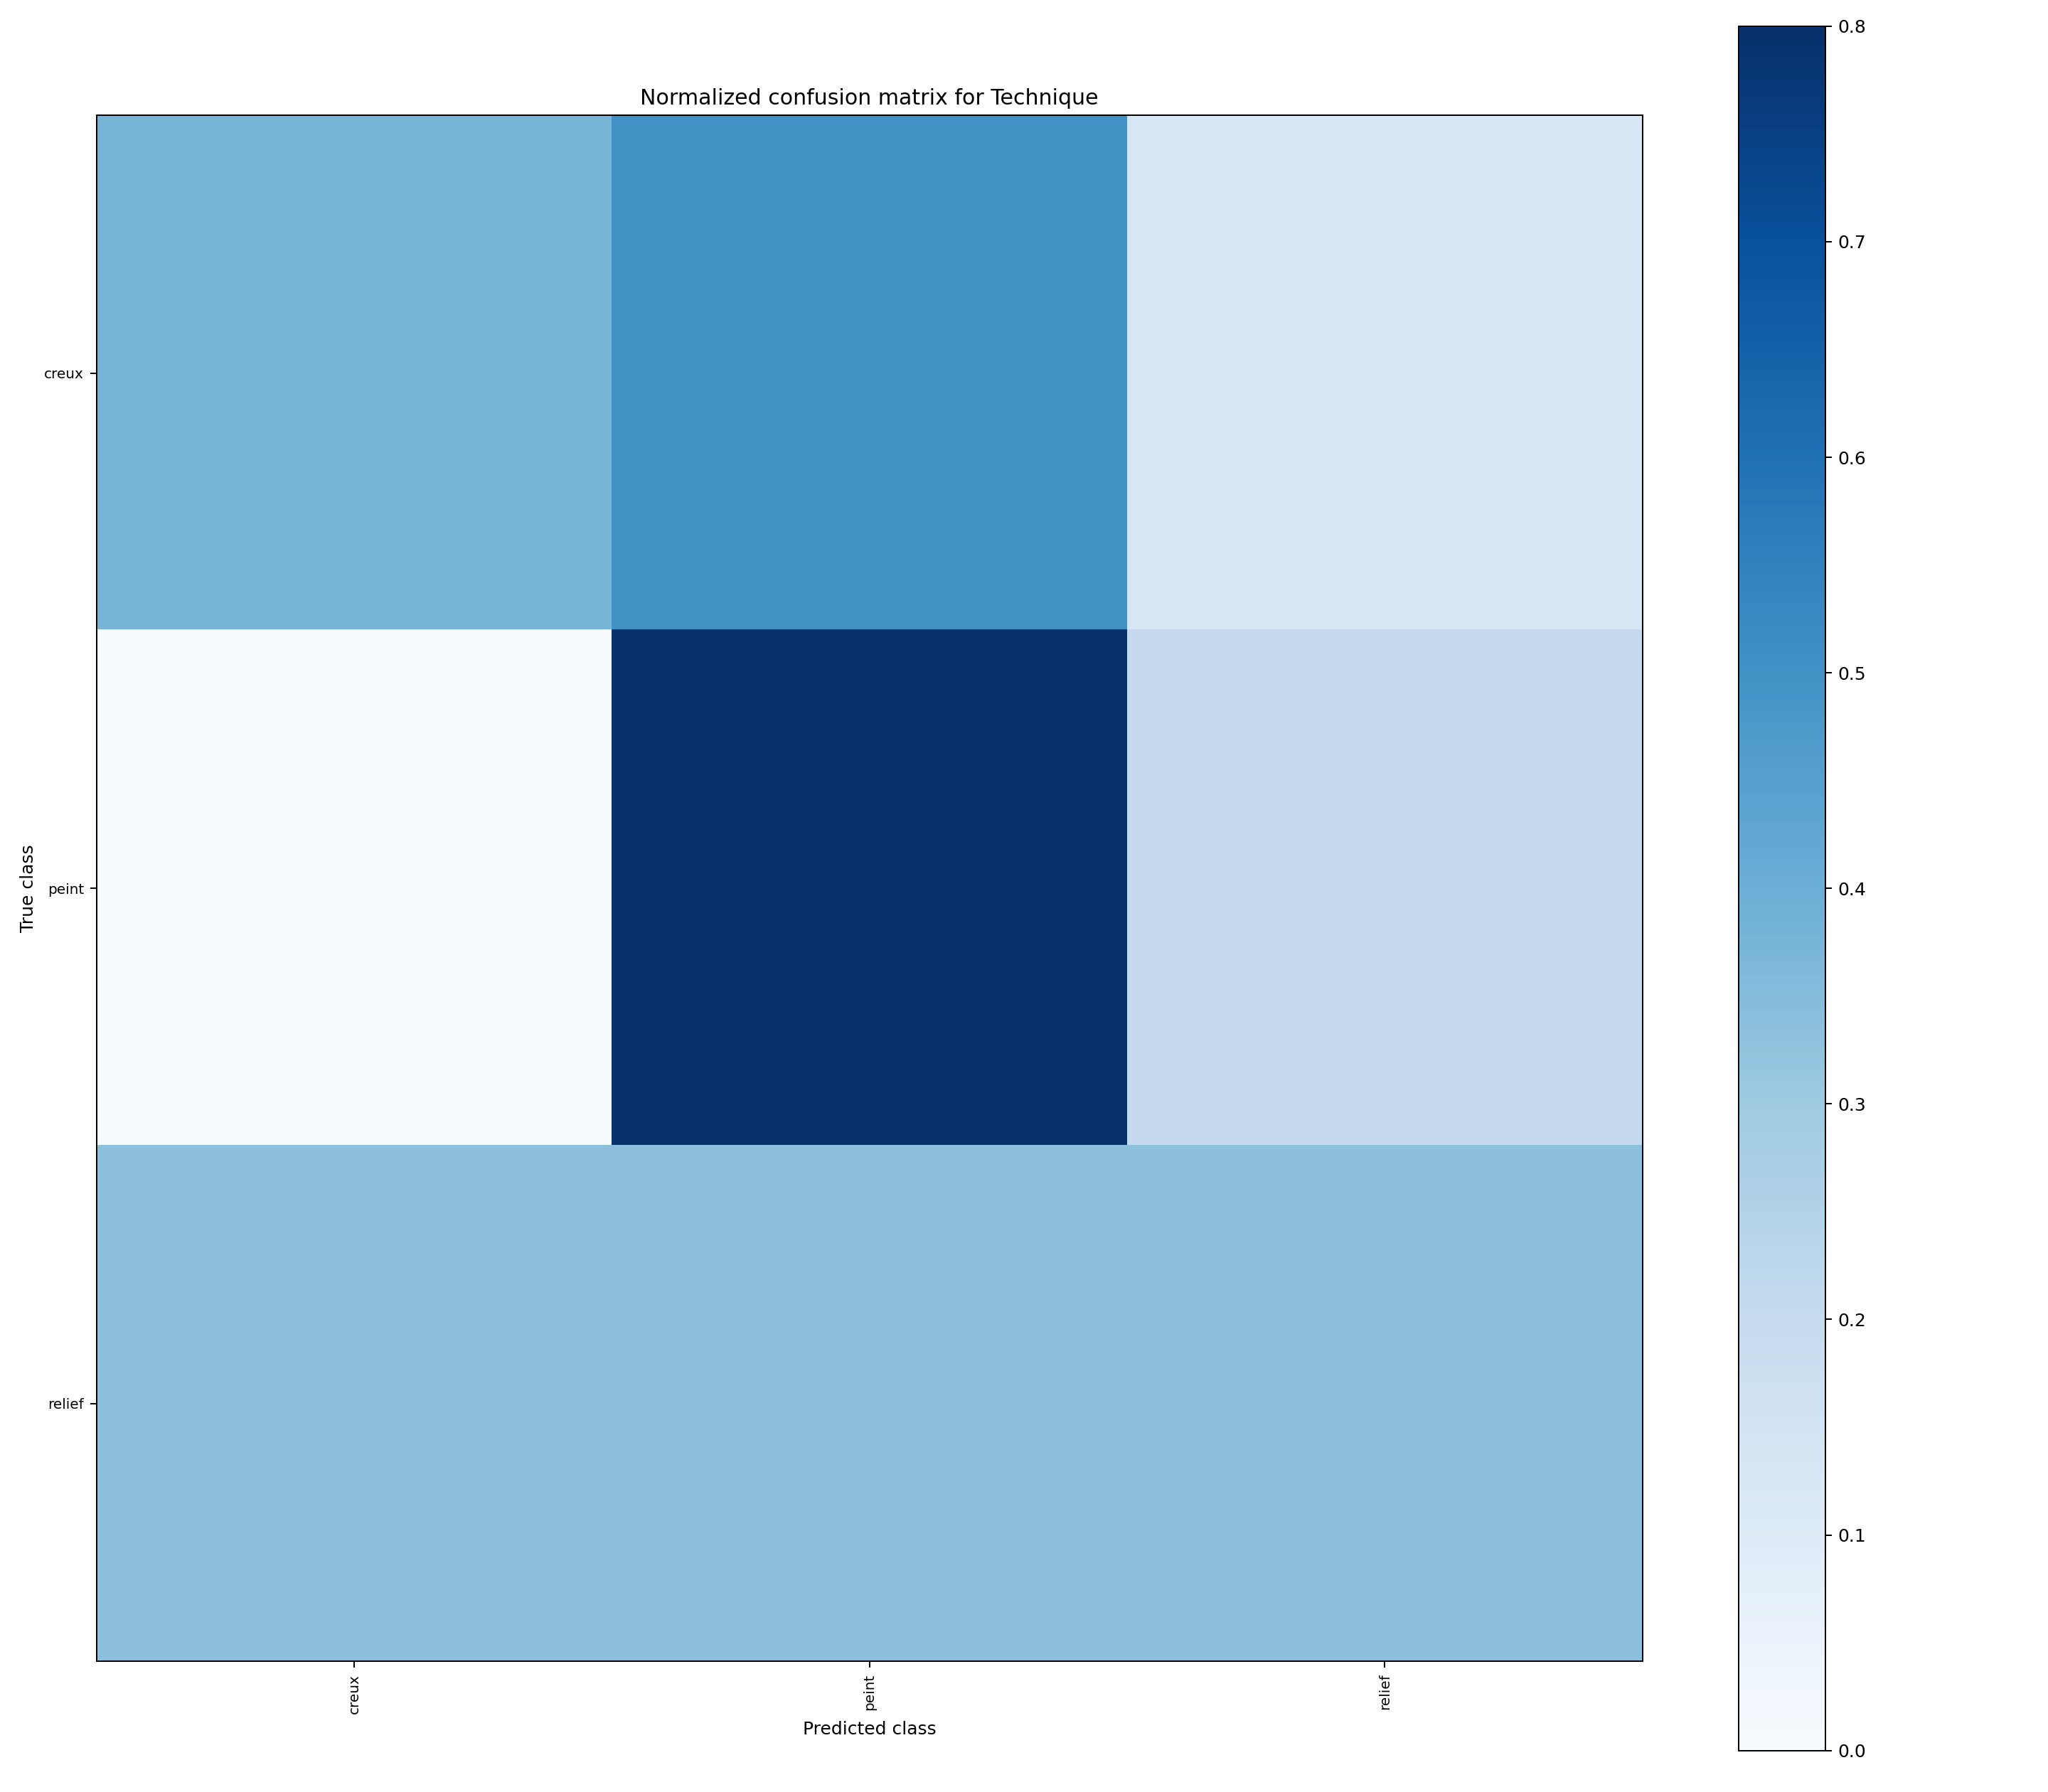 Normalized confusion matrix for Technique
True class
creux
peint
relief
creux
peint
relief
Predicted class
0.8
0.7
0.6
0.5
0.4
0.3
0.2
0.1
0.0